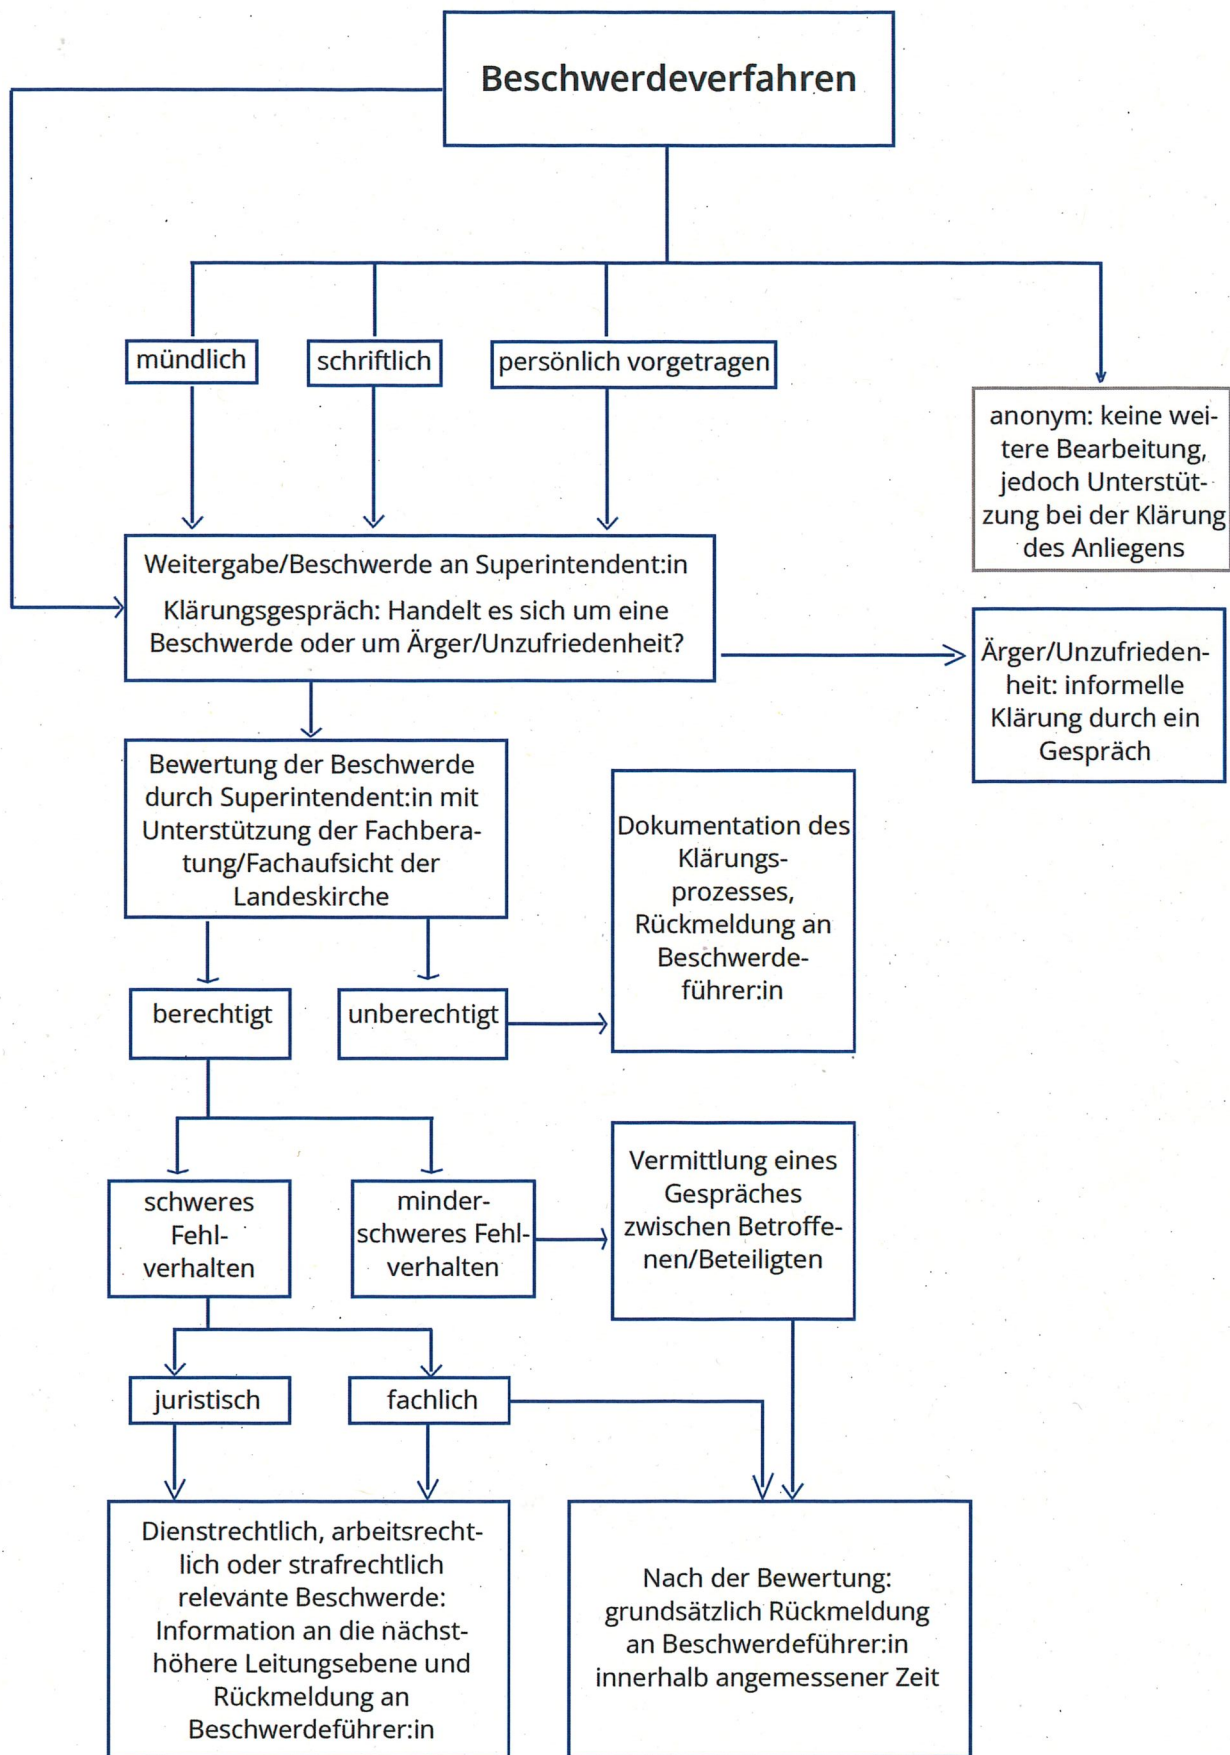 Beschwerdeverfahren
mündlich
schriftlich
persönlich vorgetragen
anonym: keine wei-
tere Bearbeitung,
jedoch Unterstüt-
zung bei der Klärung
des Anliegens
Weitergabe/Beschwerde an Superintendent:in
Klärungsgespräch: Handelt es sich um eine
Beschwerde oder um Ärger/Unzufriedenheit?
Ärger/Unzufrieden-
heit: informelle
Klärung durch ein
Gespräch
Bewertung der Beschwerde
durch Superintendent:in mit
Unterstützung der Fachbera-
tung/Fachaufsicht der
Landeskirche
Dokumentation des
Klärungs-
prozesses,
Rückmeldung an
Beschwerde-
führer:in
berechtigt
unberechtigt
schweres
Fehl-
verhalten
minder-
schweres Fehl-
verhalten
Vermittlung eines
Gespräches
zwischen Betroffe-
nen/Beteiligten
juristisch
fachlich
Dienstrechtlich, arbeitsrecht-
lich oder strafrechtlich
relevante Beschwerde:
Information an die nächst-
höhere Leitungsebene und
Rückmeldung an
Beschwerdeführer:in
Nach der Bewertung:
grundsätzlich Rückmeldung
an Beschwerdeführer:in
innerhalb angemessener Zeit